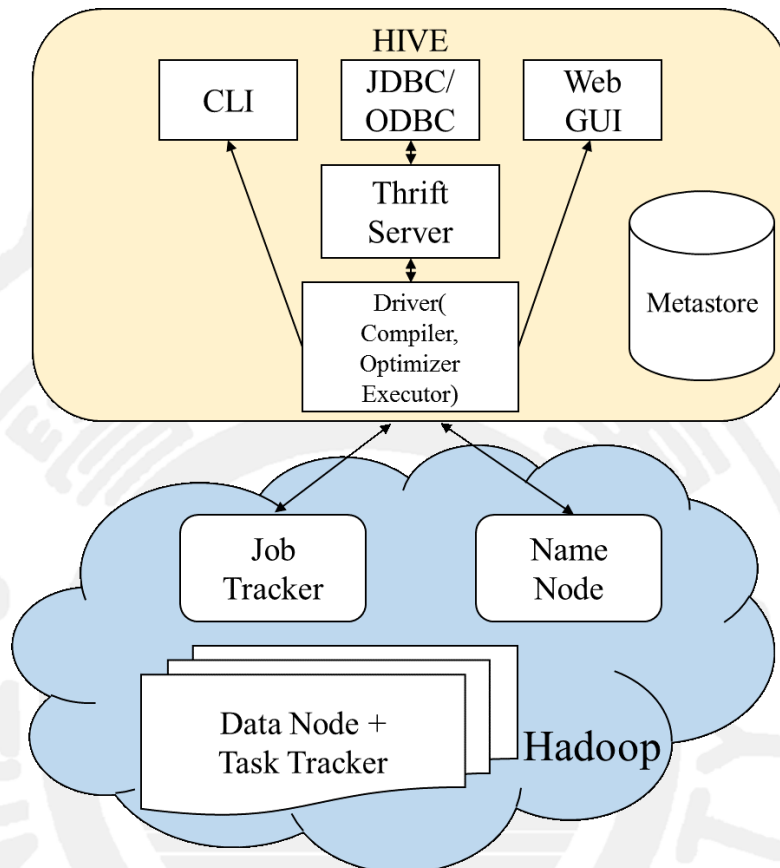 HIVE
CLI
JDBC/
ODBC
Web
GUI
Thrift
Server
Driver(
Compiler,
Optimizer
Executor)
Metastore
Job
Tracker
Name
Node
Data Node +
Task Tracker
Hadoop